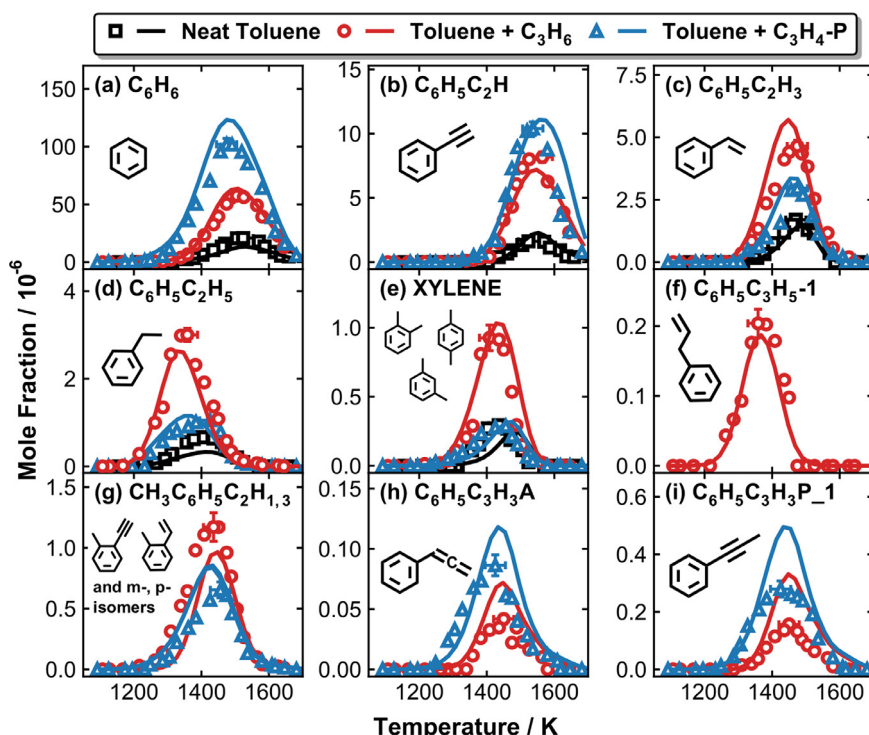 Neat Toluene Toluene + C₃H₆ Toluene + C₃H₄-P
(a) C₆H₆ (b) C₆H₅C₂H (c) C₆H₅C₂H₃
150 15 7.5
100 10 5.0
50 5 2.5
0 0 0.0
(d) C₆H₅C₂H₅ (e) XYLENE (f) C₆H₅C₃H₅-1
4 1.0 0.2
2 0.5 0.1
0 0.0 0.0
(g) CH₃C₆H₅C₂H₁,₃ (h) C₆H₅C₃H₃A (i) C₆H₅C₃H₃P_1
C
and m-, p-
isomers
1.5 0.15 0.6
1.0 0.10 0.4
0.5 0.05 0.2
0.0 0.00 0.0
1200 1400 1600 1200 1400 1600 1200 1400 1600
Mole Fraction / 10⁻⁶
Temperature / K